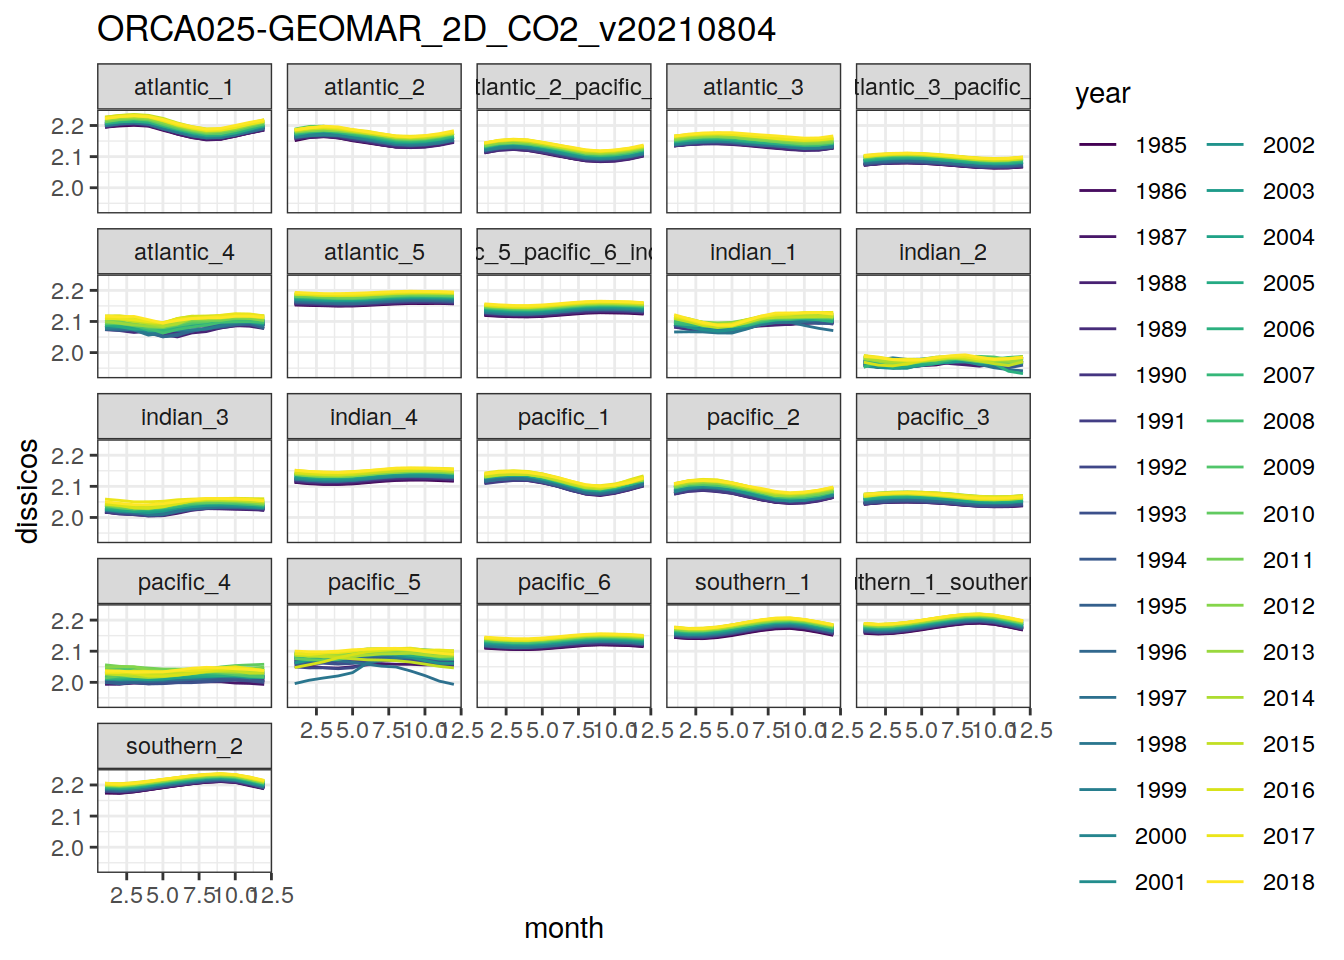 ORCA025-GEOMAR_2D_CO2_v20210804
atlantic_1 atlantic_2 tlantic_2_pacific_ atlantic_3 tlantic_3_pacific_
2.2
2.1
2.0
atlantic_4 atlantic_5 c_5_pacific_6_ind indian_1 indian_2
2.2
2.1
2.0
indian_3 indian_4 pacific_1 pacific_2 pacific_3
2.2
2.1
2.0
pacific_4 pacific_5 pacific_6 southern_1 thern_1_southern
2.2
2.1
2.0
2.5 5.0 7.5 10.0 12.5 2.5 5.0 7.5 10.0 12.5 2.5 5.0 7.5 10.0 12.5 2.5 5.0 7.5 10.0 12.5
southern_2
2.2
2.1
2.0
2.5 5.0 7.5 10.0 12.5
month
dissicos
year
1985 2002
1986 2003
1987 2004
1988 2005
1989 2006
1990 2007
1991 2008
1992 2009
1993 2010
1994 2011
1995 2012
1996 2013
1997 2014
1998 2015
1999 2016
2000 2017
2001 2018